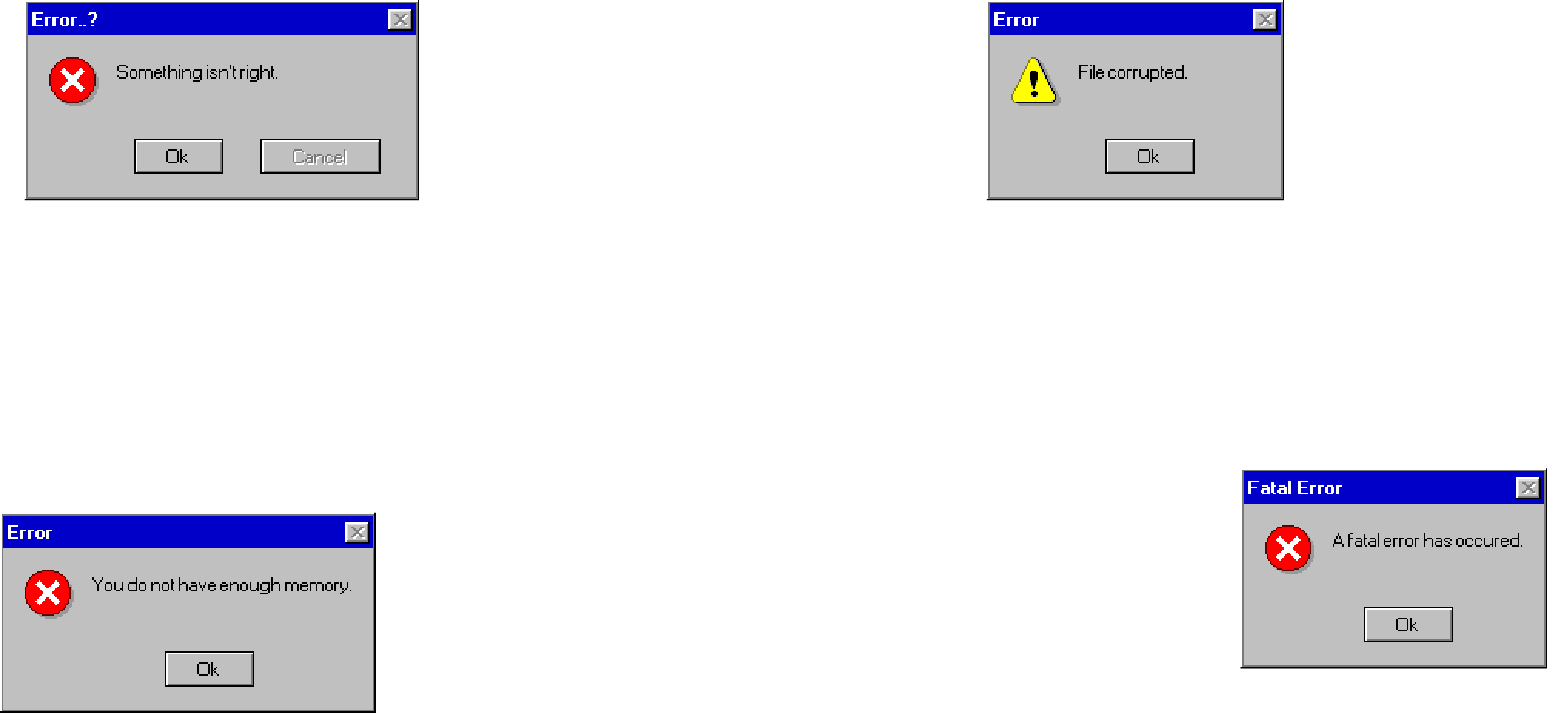 Error..?
Something isn't right.
Ok
Cancel
Error
File corrupted.
Ok
Error
You do not have enough memory.
Ok
Fatal Error
A fatal error has occured.
Ok